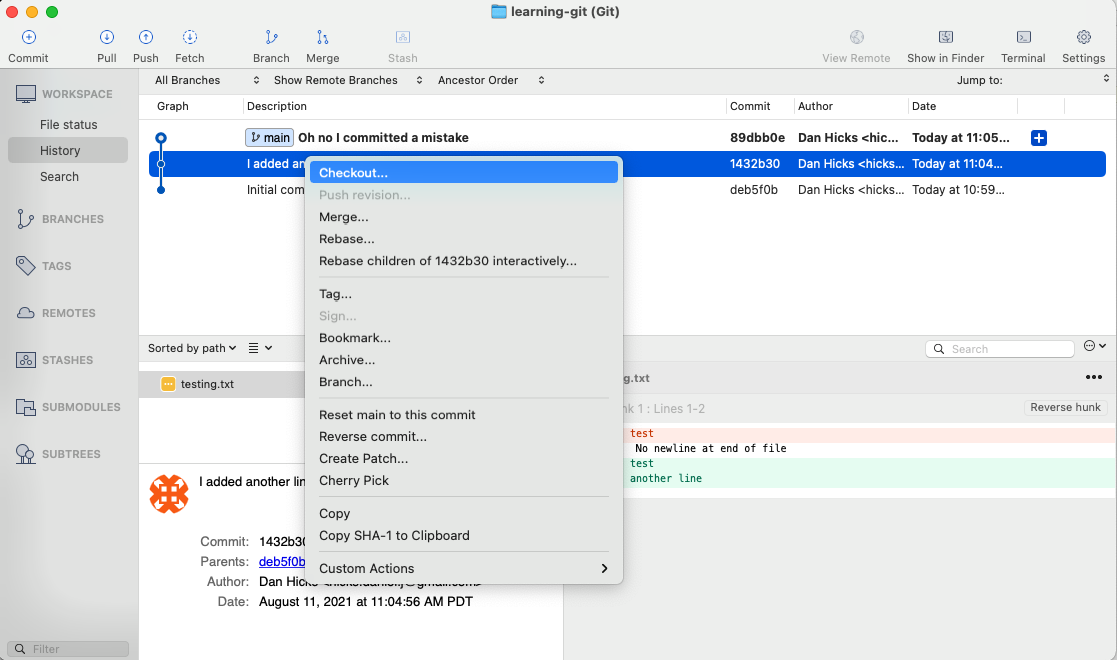 learning-git (Git)
Commit Pull Push Fetch Branch Merge Stash View Remote Show in Finder Terminal Settings
All Branches Show Remote Branches Ancestor Order Jump to:
Graph Description Commit Author Date
main Oh no I committed a mistake 89dbb0e Dan Hicks <hic... Today at 11:05...
I added an 1432b30 Dan Hicks <hicks... Today at 11:04...
Initial com deb5f0b Dan Hicks <hicks... Today at 10:59...
WORKSPACE
File status
History
Search
BRANCHES
TAGS
REMOTES
STASHES
SUBMODULES
SUBTREES
Filter
Checkout...
Push revision...
Merge...
Rebase...
Rebase children of 1432b30 interactively...
Tag...
Sign...
Bookmark...
Archive...
Branch...
Reset main to this commit
Reverse commit...
Create Patch...
Cherry Pick
Copy
Copy SHA-1 to Clipboard
Custom Actions
Sorted by path
Search
testing.txt
g.txt
nk 1 : Lines 1-2
Reverse hunk
test
No newline at end of file
test
another line
I added another lin
Commit: 1432b30
Parents: deb5f0b
Author: Dan Hicks
Date: August 11, 2021 at 11:04:56 AM PDT